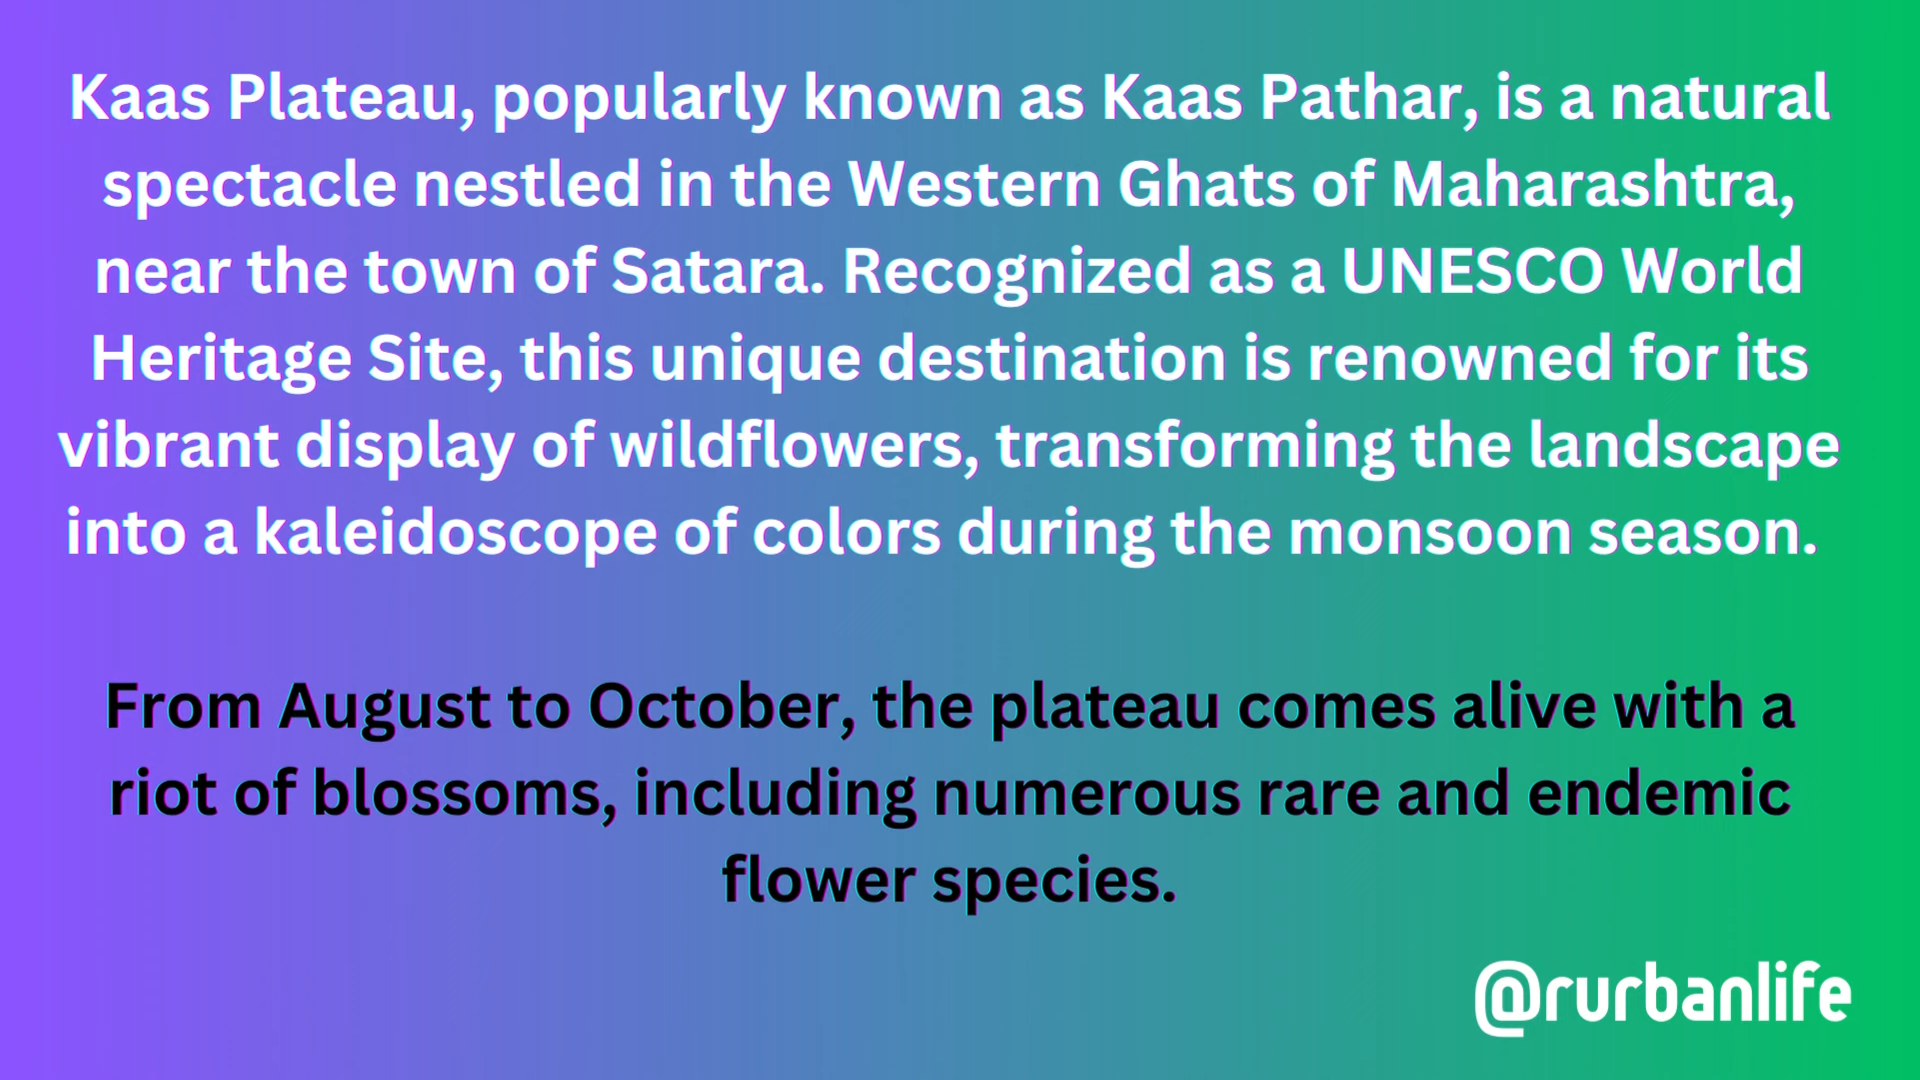 Kaas Plateau, popularly known as Kaas Pathar, is a natural
spectacle nestled in the Western Ghats of Maharashtra,
near the town of Satara. Recognized as a UNESCO World
Heritage Site, this unique destination is renowned for its
vibrant display of wildflowers, transforming the landscape
into a kaleidoscope of colors during the monsoon season.
From August to October, the plateau comes alive with a
riot of blossoms, including numerous rare and endemic
flower species.
@rurbanlife